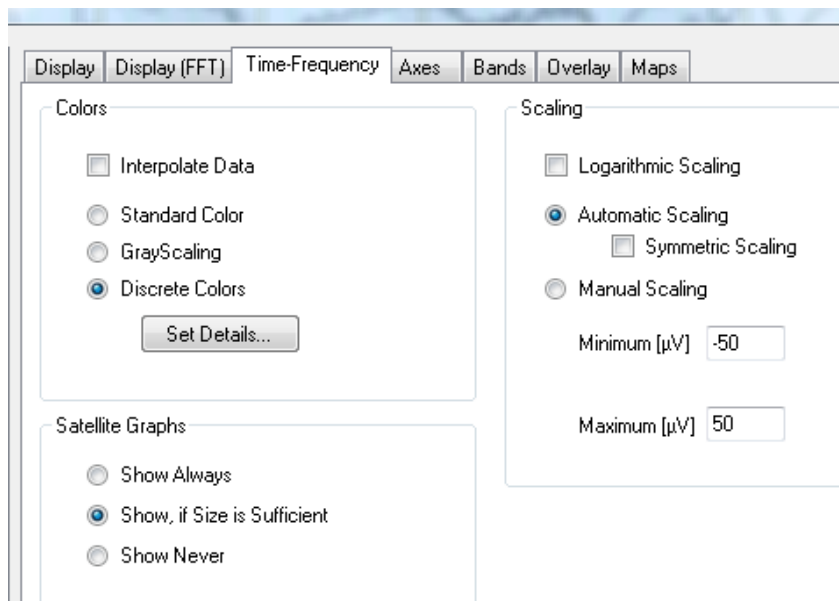 Display Display (FFT) Time-Frequency Axes Bands Overlay Maps
Colors
Interpolate Data
Standard Color
GrayScaling
Discrete Colors
Set Details...
Satellite Graphs
Show Always
Show, if Size is Sufficient
Show Never
Scaling
Logarithmic Scaling
Automatic Scaling
Symmetric Scaling
Manual Scaling
Minimum [µV] -50
Maximum [µV] 50